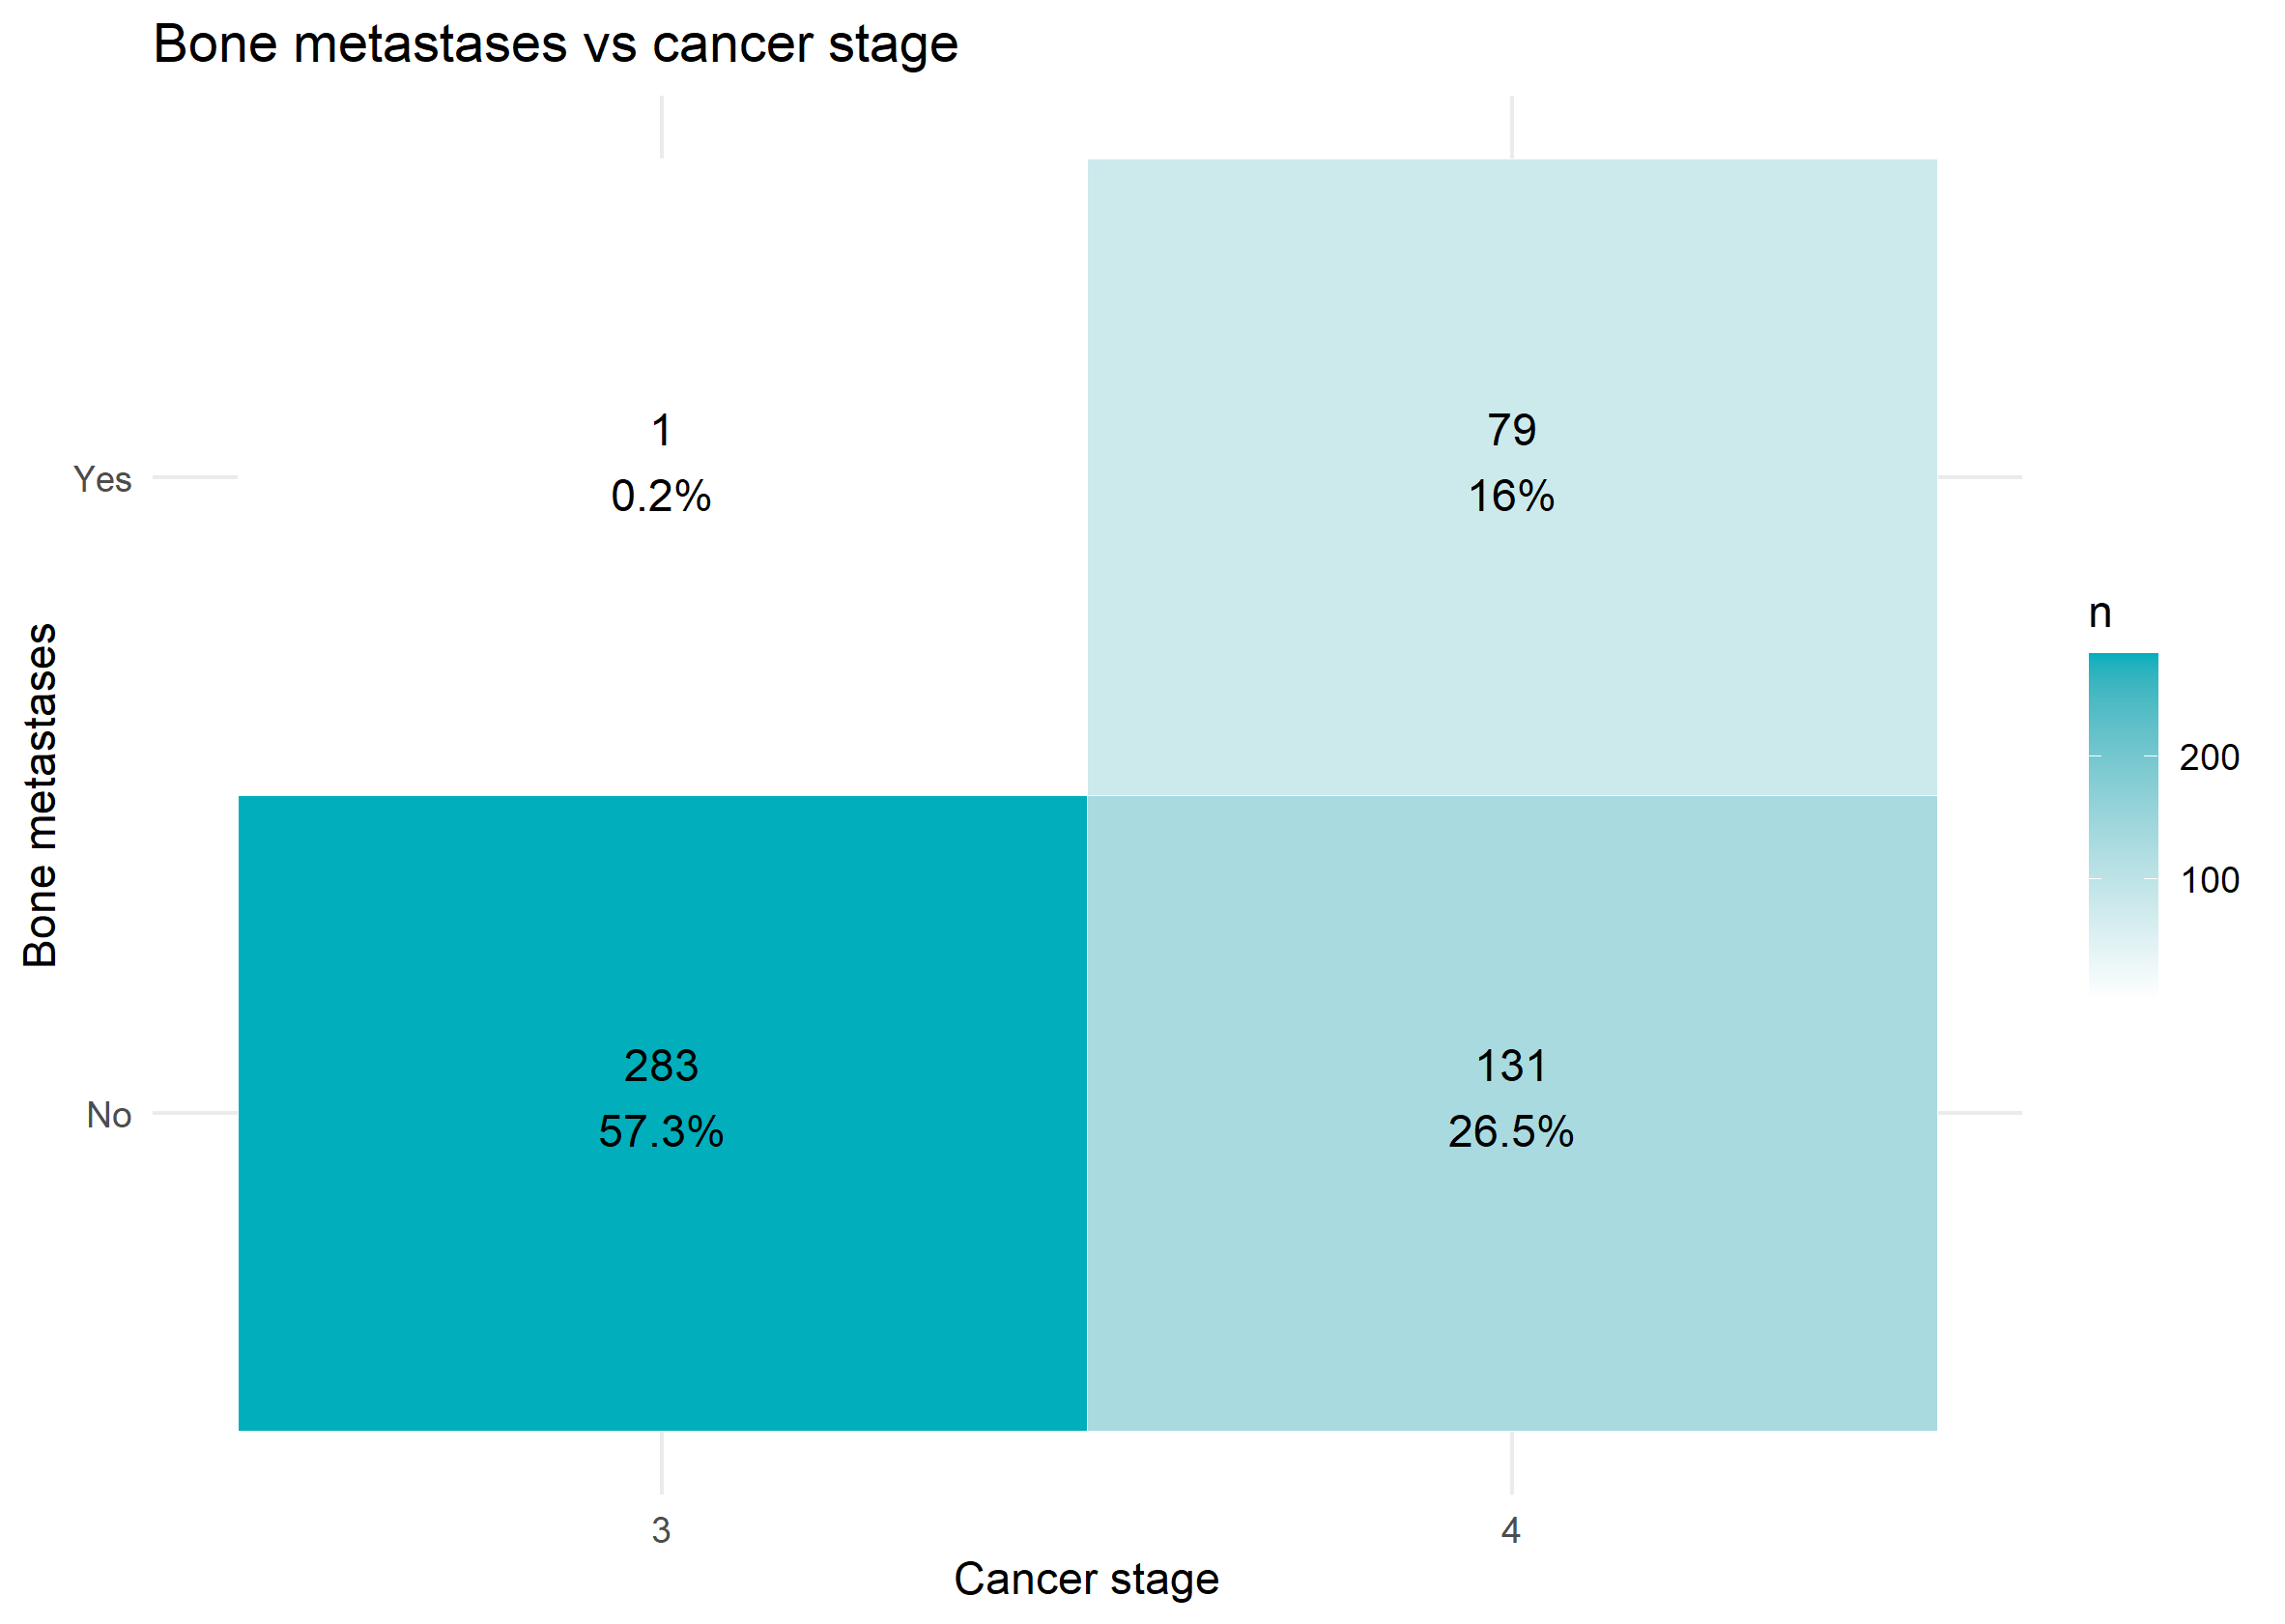 Bone metastases vs cancer stage
Bone metastases
Yes
No
1
0.2%
79
16%
283
57.3%
131
26.5%
3
4
Cancer stage
n
200
100